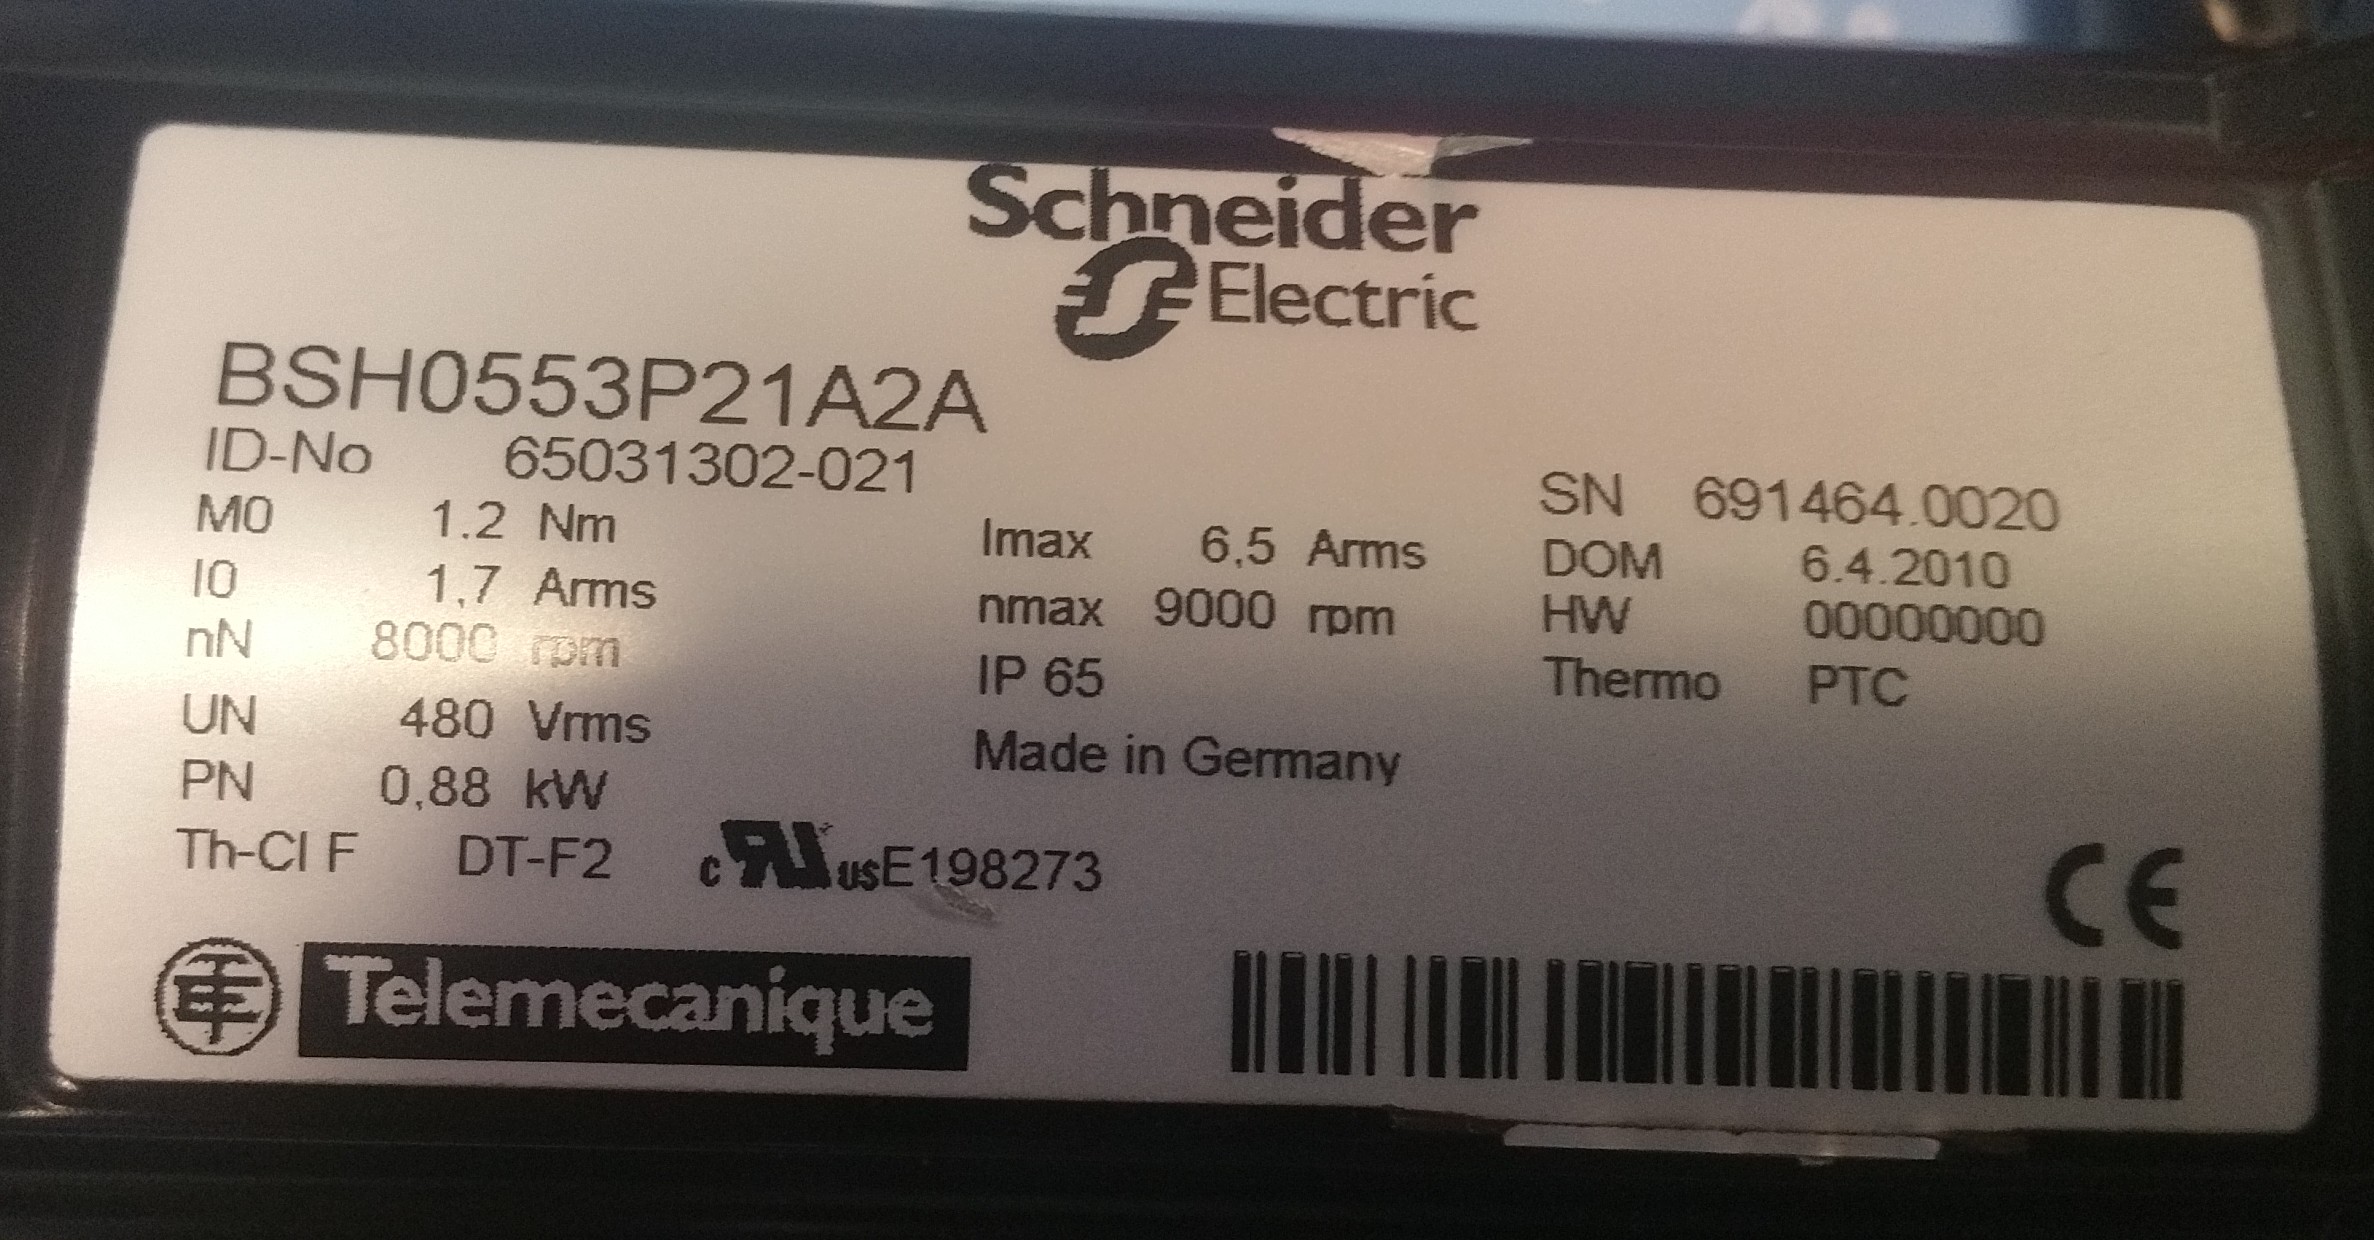 Schneider
Electric
BSH0553P21A2A
ID-No 65031302-021
M0 1.2 Nm
I0 1,7 Arms
nN 8000 rpm
UN 480 Vrms
PN 0,88 kW
Th-Cl F DT-F2 c RU us E198273
Imax 6,5 Arms
nmax 9000 rpm
IP 65
Made in Germany
SN 691464.0020
DOM 6.4.2010
HW 00000000
Thermo PTC
CE
TE Telemecanique